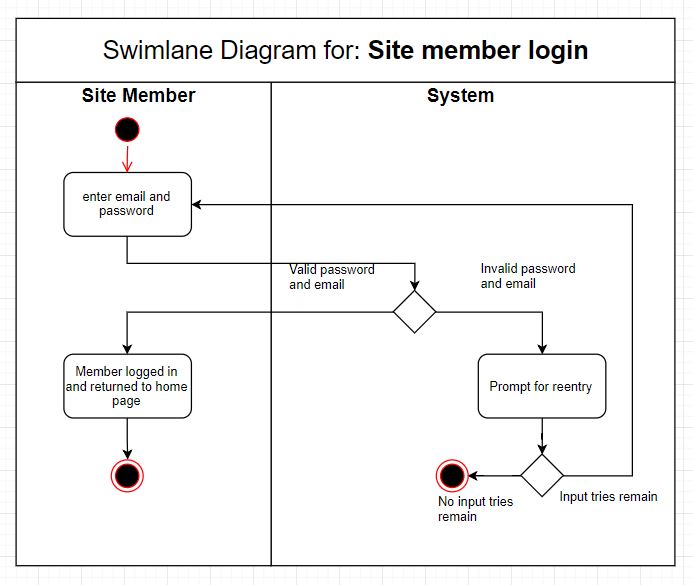 Swimlane Diagram for: Site member login
Site Member
System
enter email and
password
Valid password
and email
Invalid password
and email
Member logged in
and returned to home
page
Prompt for reentry
No input tries
remain
Input tries remain